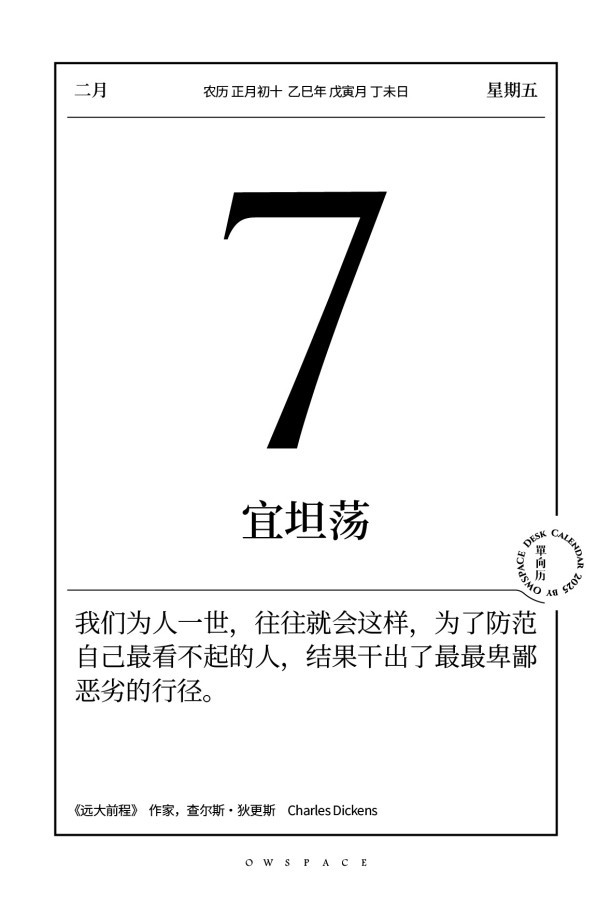 二月
农历 正月初十 乙巳年 戊寅月 丁未日
星期五
7
宜坦荡
OWSPACE DESK CALENDAR 2025 BY
單向历
我们为人一世，往往就会这样，为了防范
自己最看不起的人，结果干出了最最卑鄙
恶劣的行径。
《远大前程》 作家，查尔斯·狄更斯 Charles Dickens
OWSPACE